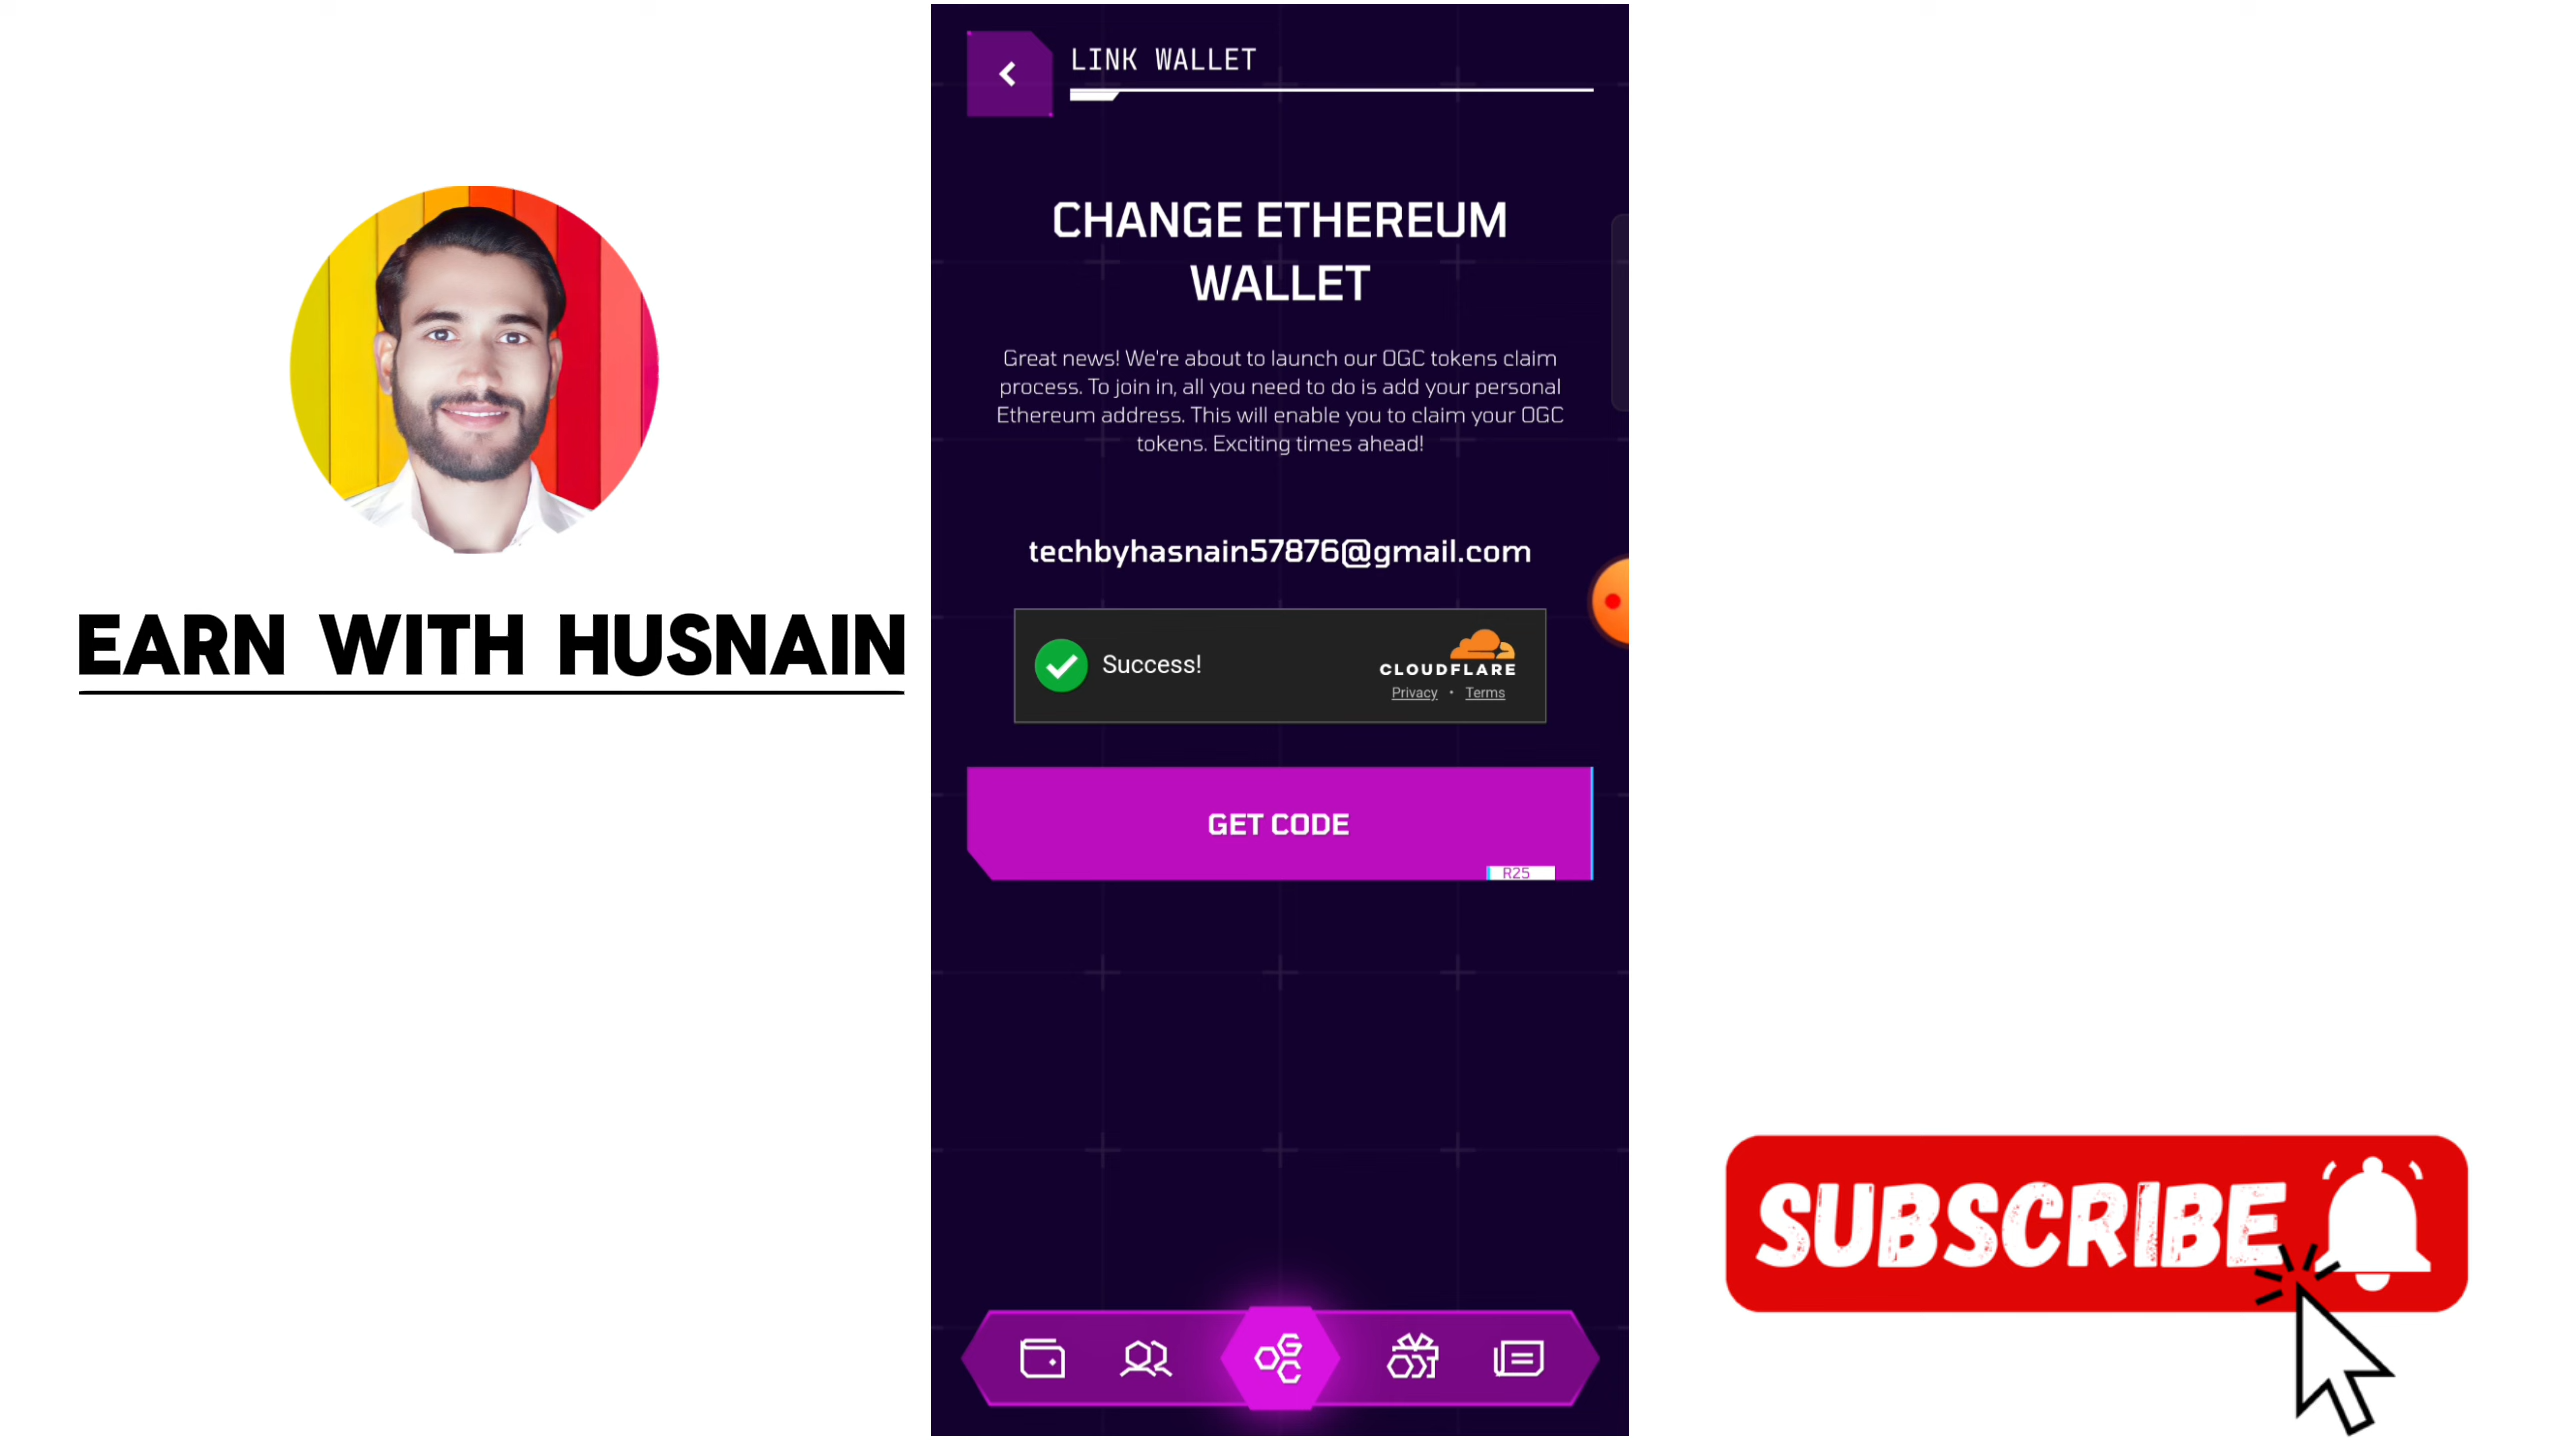 LINK WALLET
CHANGE ETHEREUM
WALLET
Great news! We're about to launch our OGC tokens claim
process. To join in, all you need to do is add your personal
Ethereum address. This will enable you to claim your OGC
tokens. Exciting times ahead!
techbyhasnain57876@gmail.com
Success!
CLOUDFLARE
Privacy • Terms
GET CODE
R25
EARN WITH HUSNAIN
SUBSCRIBE